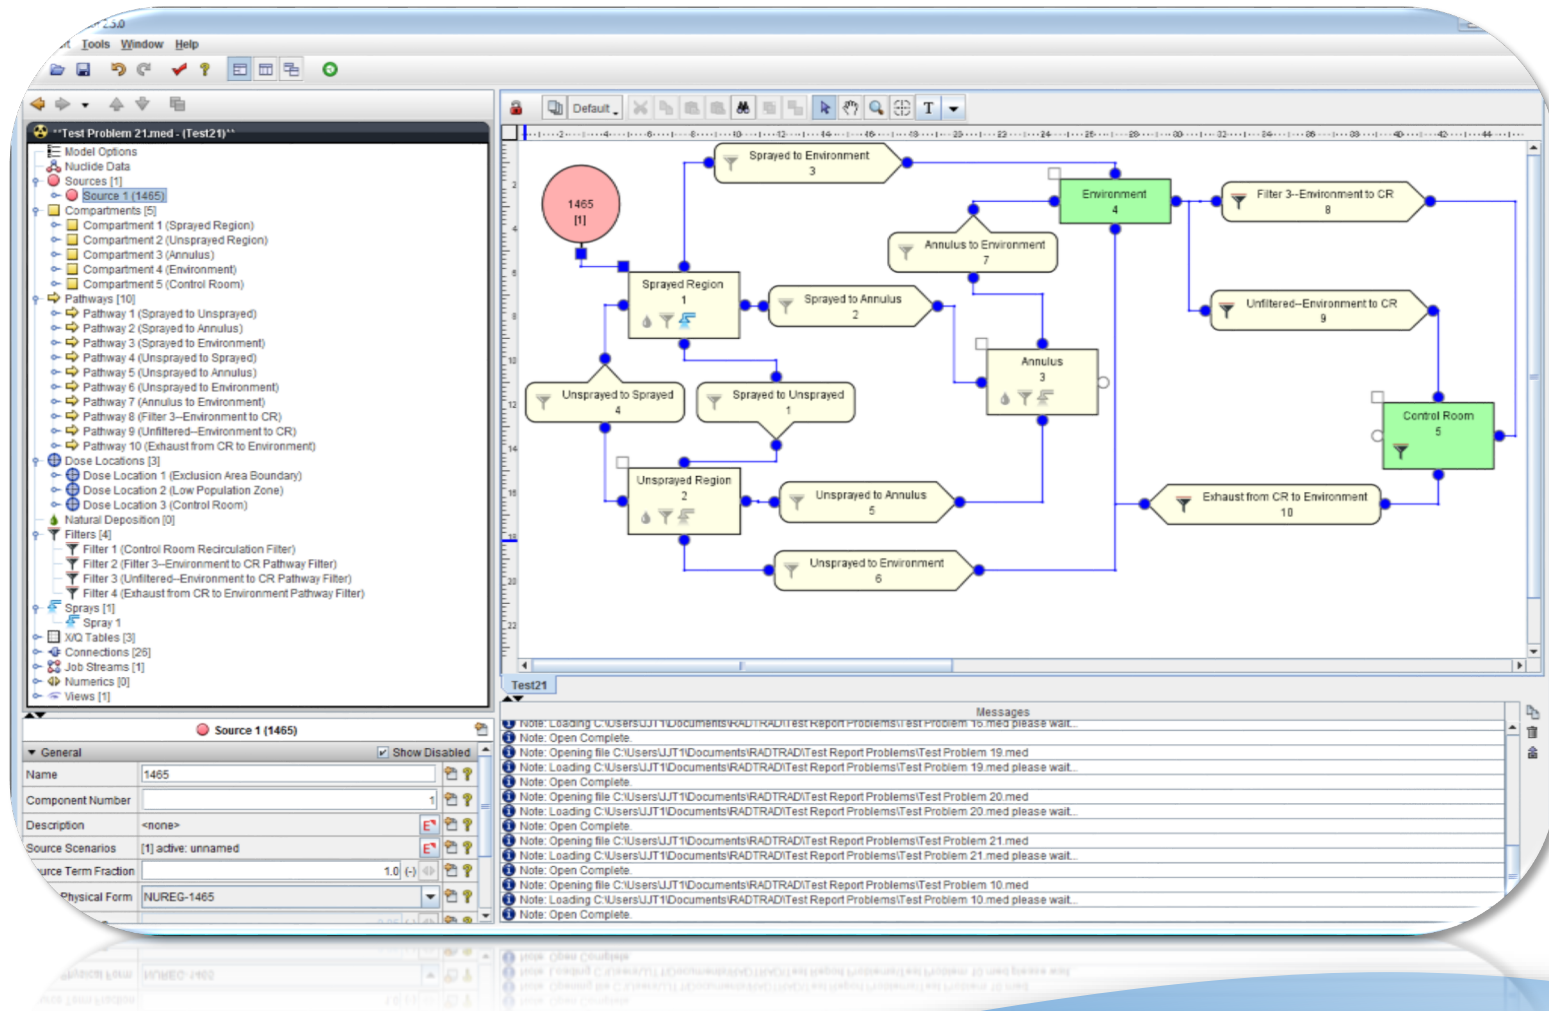 2.5.0
Tools Window Help
Default
**Test Problem 21.med - (Test21)**
Model Options
Nuclide Data
Sources [1]
Source 1 (1465)
Compartments [5]
Compartment 1 (Sprayed Region)
Compartment 2 (Unsprayed Region)
Compartment 3 (Annulus)
Compartment 4 (Environment)
Compartment 5 (Control Room)
Pathways [10]
Pathway 1 (Sprayed to Unsprayed)
Pathway 2 (Sprayed to Annulus)
Pathway 3 (Sprayed to Environment)
Pathway 4 (Unsprayed to Sprayed)
Pathway 5 (Unsprayed to Annulus)
Pathway 6 (Unsprayed to Environment)
Pathway 7 (Annulus to Environment)
Pathway 8 (Filter 3--Environment to CR)
Pathway 9 (Unfiltered--Environment to CR)
Pathway 10 (Exhaust from CR to Environment)
Dose Locations [3]
Dose Location 1 (Exclusion Area Boundary)
Dose Location 2 (Low Population Zone)
Dose Location 3 (Control Room)
Natural Deposition [0]
Filters [4]
Filter 1 (Control Room Recirculation Filter)
Filter 2 (Filter 3--Environment to CR Pathway Filter)
Filter 3 (Unfiltered--Environment to CR Pathway Filter)
Filter 4 (Exhaust from CR to Environment Pathway Filter)
Sprays [1]
Spray 1
X/Q Tables [3]
Connections [26]
Job Streams [1]
Numerics [0]
Views [1]
Source 1 (1465)
General
Show Disabled
Name 1465
Component Number 1
Description <none>
Source Scenarios [1] active: unnamed
Term Fraction 1.0 (-)
Physical Form NUREG-1465
1465
[1]
Sprayed to Environment
3
Environment
4
Filter 3--Environment to CR
8
Annulus to Environment
7
Sprayed Region
1
Sprayed to Annulus
2
Unfiltered--Environment to CR
9
Annulus
3
Unsprayed to Sprayed
4
Sprayed to Unsprayed
1
Control Room
5
Unsprayed Region
2
Unsprayed to Annulus
5
Exhaust from CR to Environment
10
Unsprayed to Environment
6
Test21
Messages
Note: Loading C:\Users\JJT1\Documents\RADTRAD\Test Report Problems\Test Problem 16.med please wait...
Note: Open Complete.
Note: Opening file C:\Users\JJT1\Documents\RADTRAD\Test Report Problems\Test Problem 19.med
Note: Loading C:\Users\JJT1\Documents\RADTRAD\Test Report Problems\Test Problem 19.med please wait...
Note: Open Complete.
Note: Opening file C:\Users\JJT1\Documents\RADTRAD\Test Report Problems\Test Problem 20.med
Note: Loading C:\Users\JJT1\Documents\RADTRAD\Test Report Problems\Test Problem 20.med please wait...
Note: Open Complete.
Note: Opening file C:\Users\JJT1\Documents\RADTRAD\Test Report Problems\Test Problem 21.med
Note: Loading C:\Users\JJT1\Documents\RADTRAD\Test Report Problems\Test Problem 21.med please wait...
Note: Open Complete.
Note: Opening file C:\Users\JJT1\Documents\RADTRAD\Test Report Problems\Test Problem 10.med
Note: Loading C:\Users\JJT1\Documents\RADTRAD\Test Report Problems\Test Problem 10.med please wait...
Note: Open Complete.